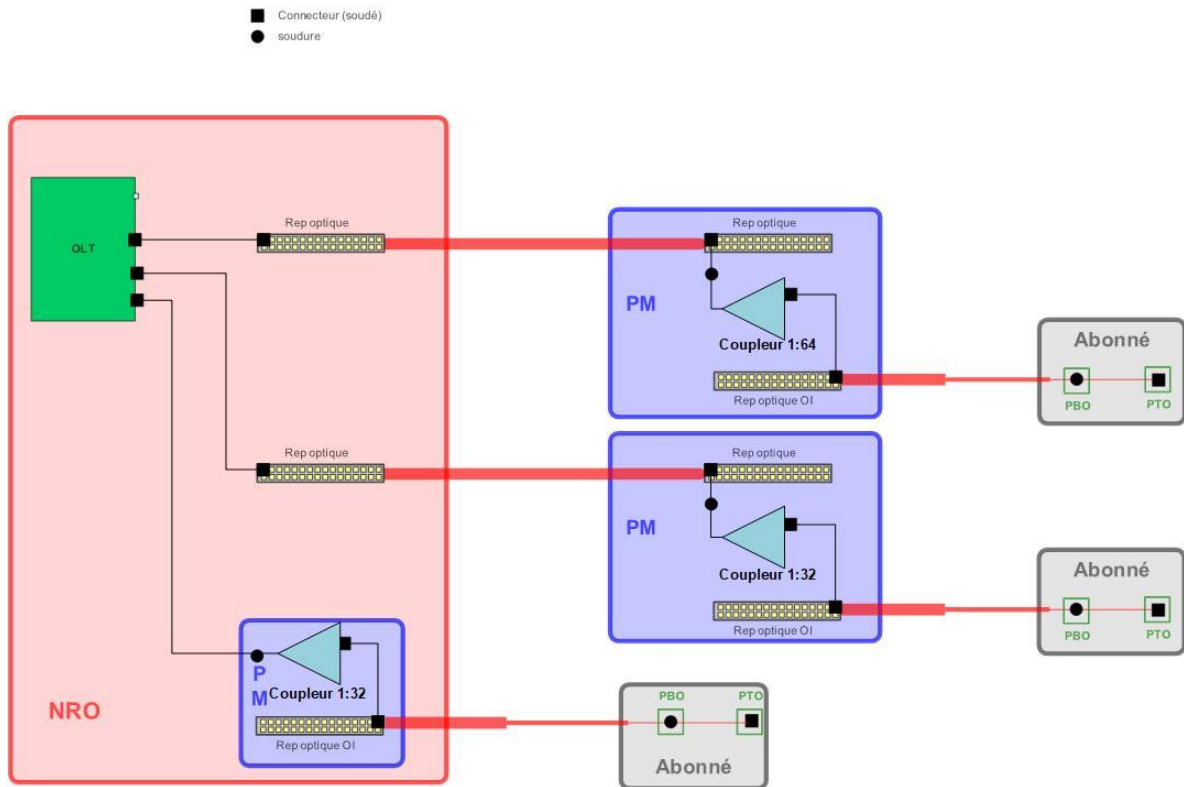 Connecteur (soudé)
soudure
OLT
Rep optique
Rep optique
PM
Coupleur 1:64
Rep optique OI
Abonné
PBO
PTO
Rep optique
Rep optique
PM
Coupleur 1:32
Rep optique OI
Abonné
PBO
PTO
NRO
P
M
Coupleur 1:32
Rep optique OI
PBO
PTO
Abonné